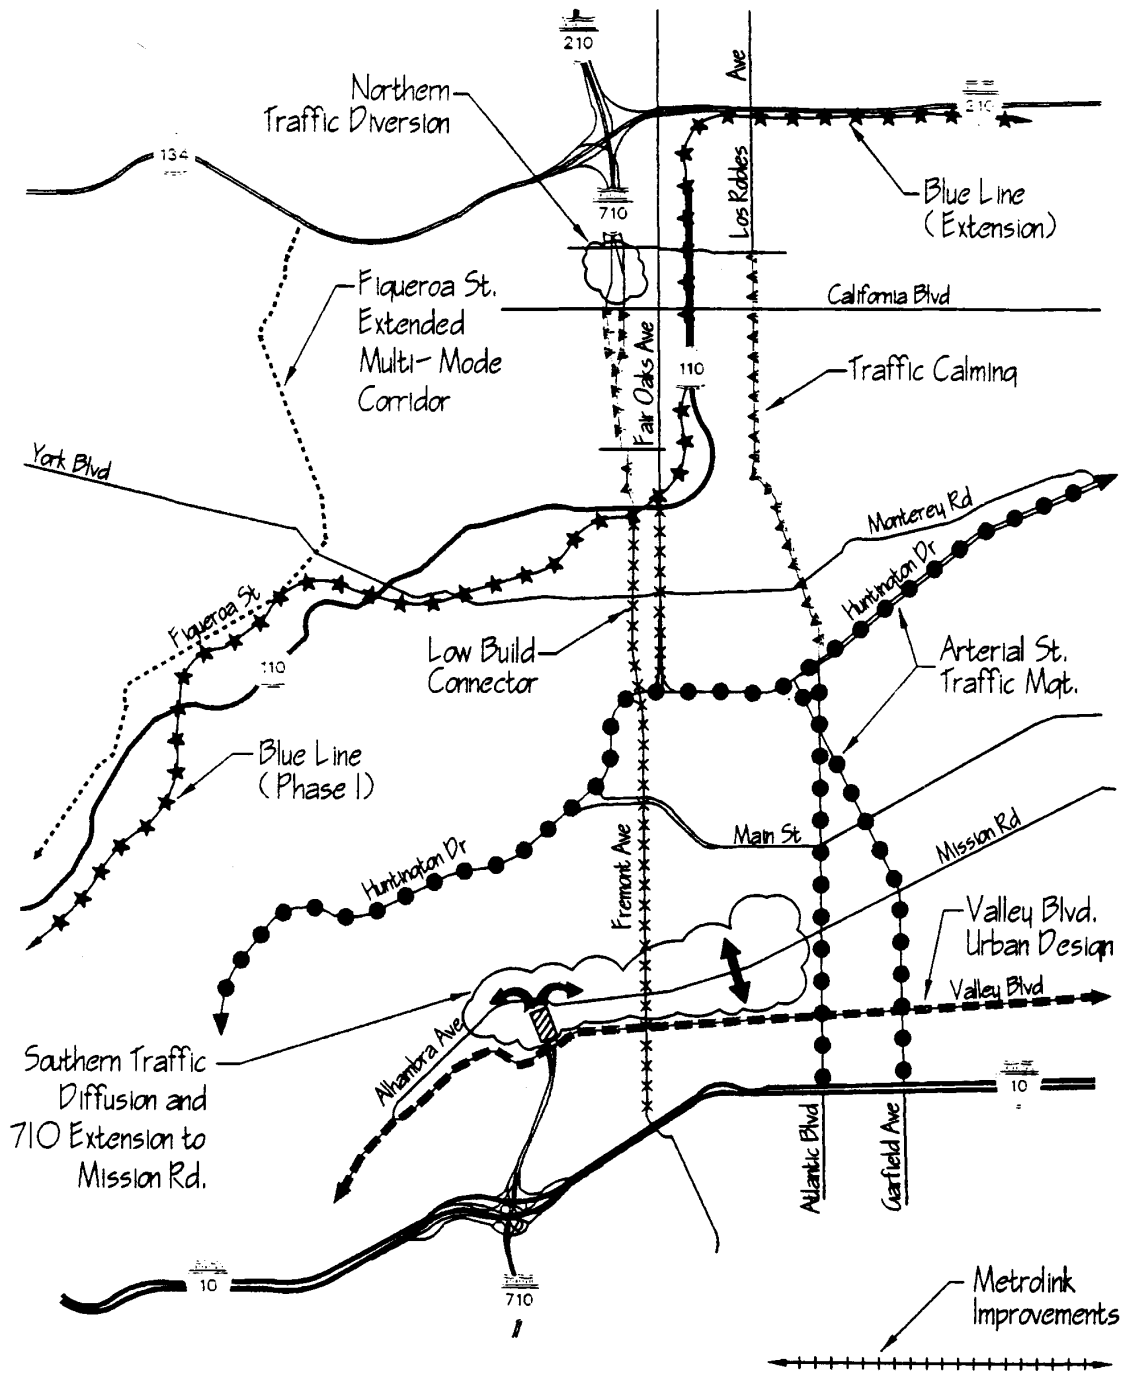 210
Northern
Traffic Diversion
Ave
Los Robles
210
134
710
Blue Line
(Extension)
Figueroa St.
Extended
Multi-Mode
Corridor
California Blvd
Fair Oaks Ave
110
Traffic Calming
York Blvd
Monterey Rd
Huntington Dr
Figueroa St
Low Build
Connector
Arterial St.
Traffic Mgt.
110
Blue Line
(Phase 1)
Main St
Mission Rd
Huntington Dr
Fremont Ave
Valley Blvd.
Urban Design
Valley Blvd
Alhambra Ave
Southern Traffic
Diffusion and
710 Extension to
Mission Rd.
10
Atlantic Blvd
Garfield Ave
10
710
Metrolink
Improvements